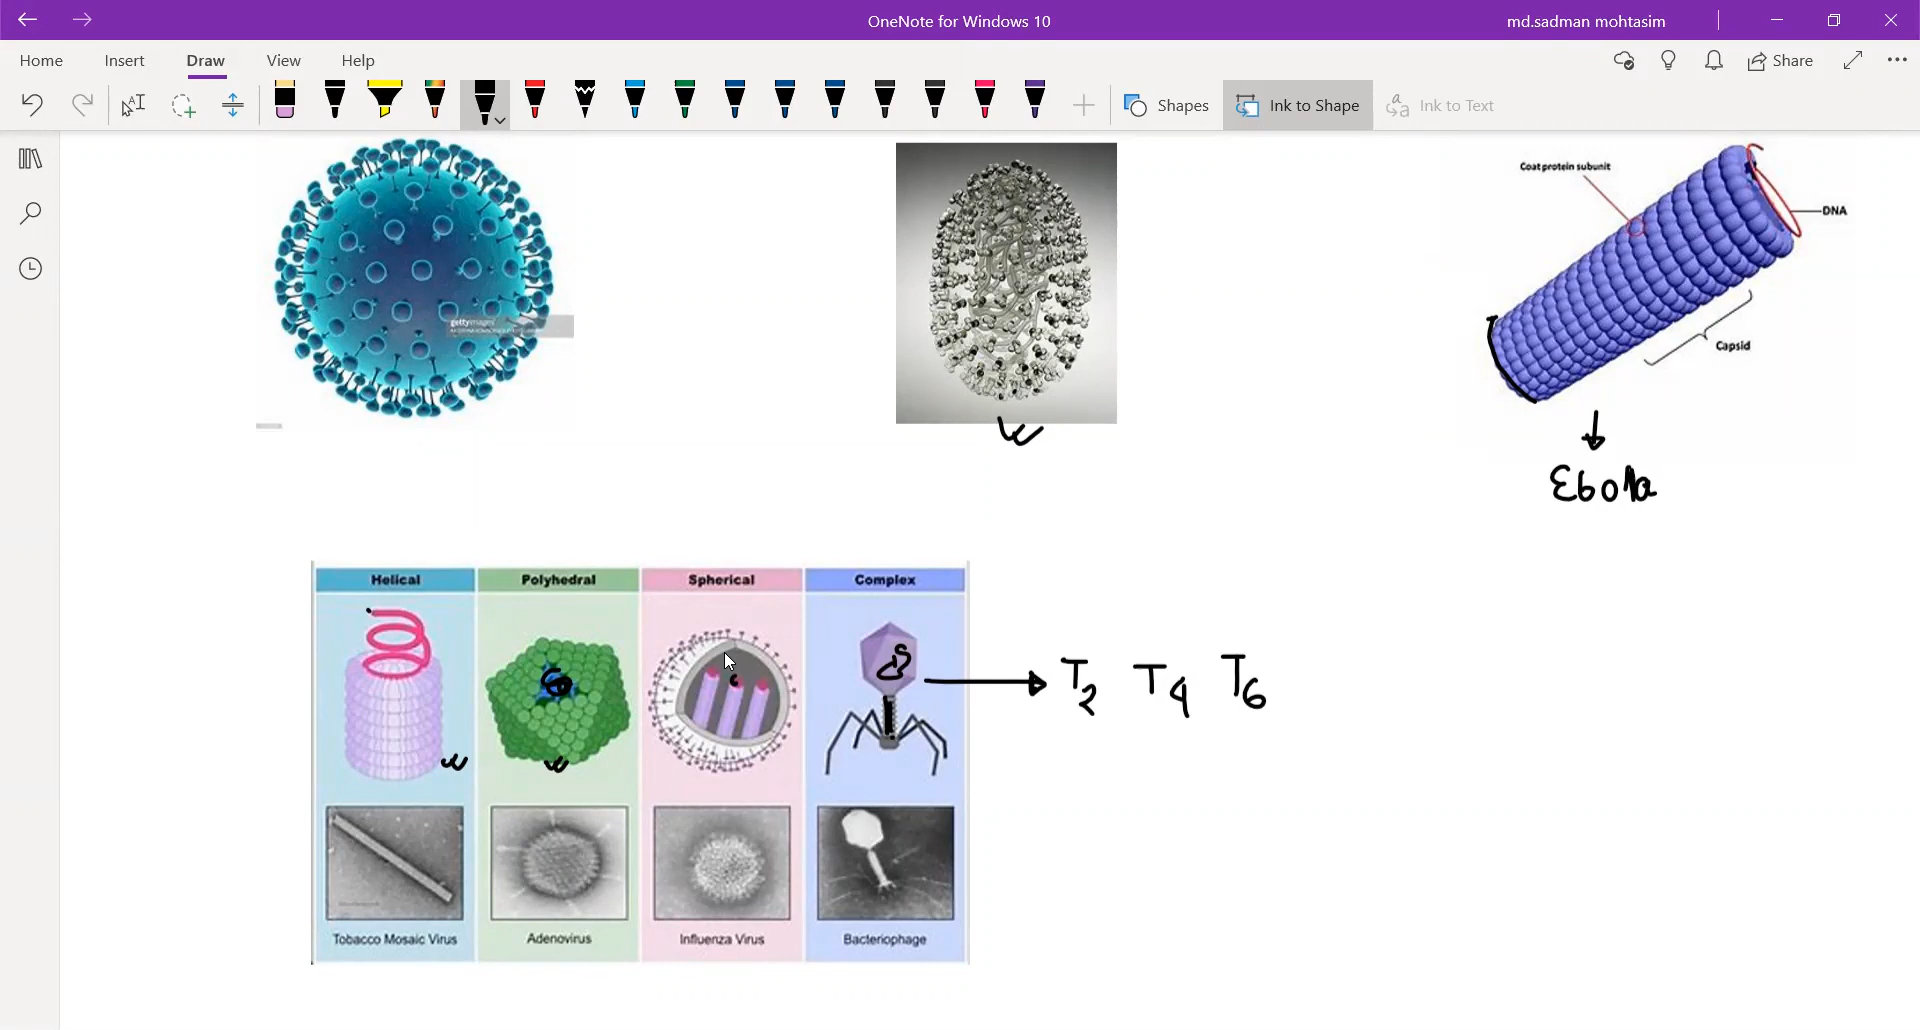 OneNote for Windows 10
md.sadman mohtasim
Home Insert Draw View Help
Share
Shapes
Ink to Shape
Ink to Text
gettyimages
Coat protein subunit
DNA
Capsid
Ebola
Helical Polyhedral Spherical Complex
T2 T4 T6
Tobacco Mosaic Virus Adenovirus Influenza Virus Bacteriophage